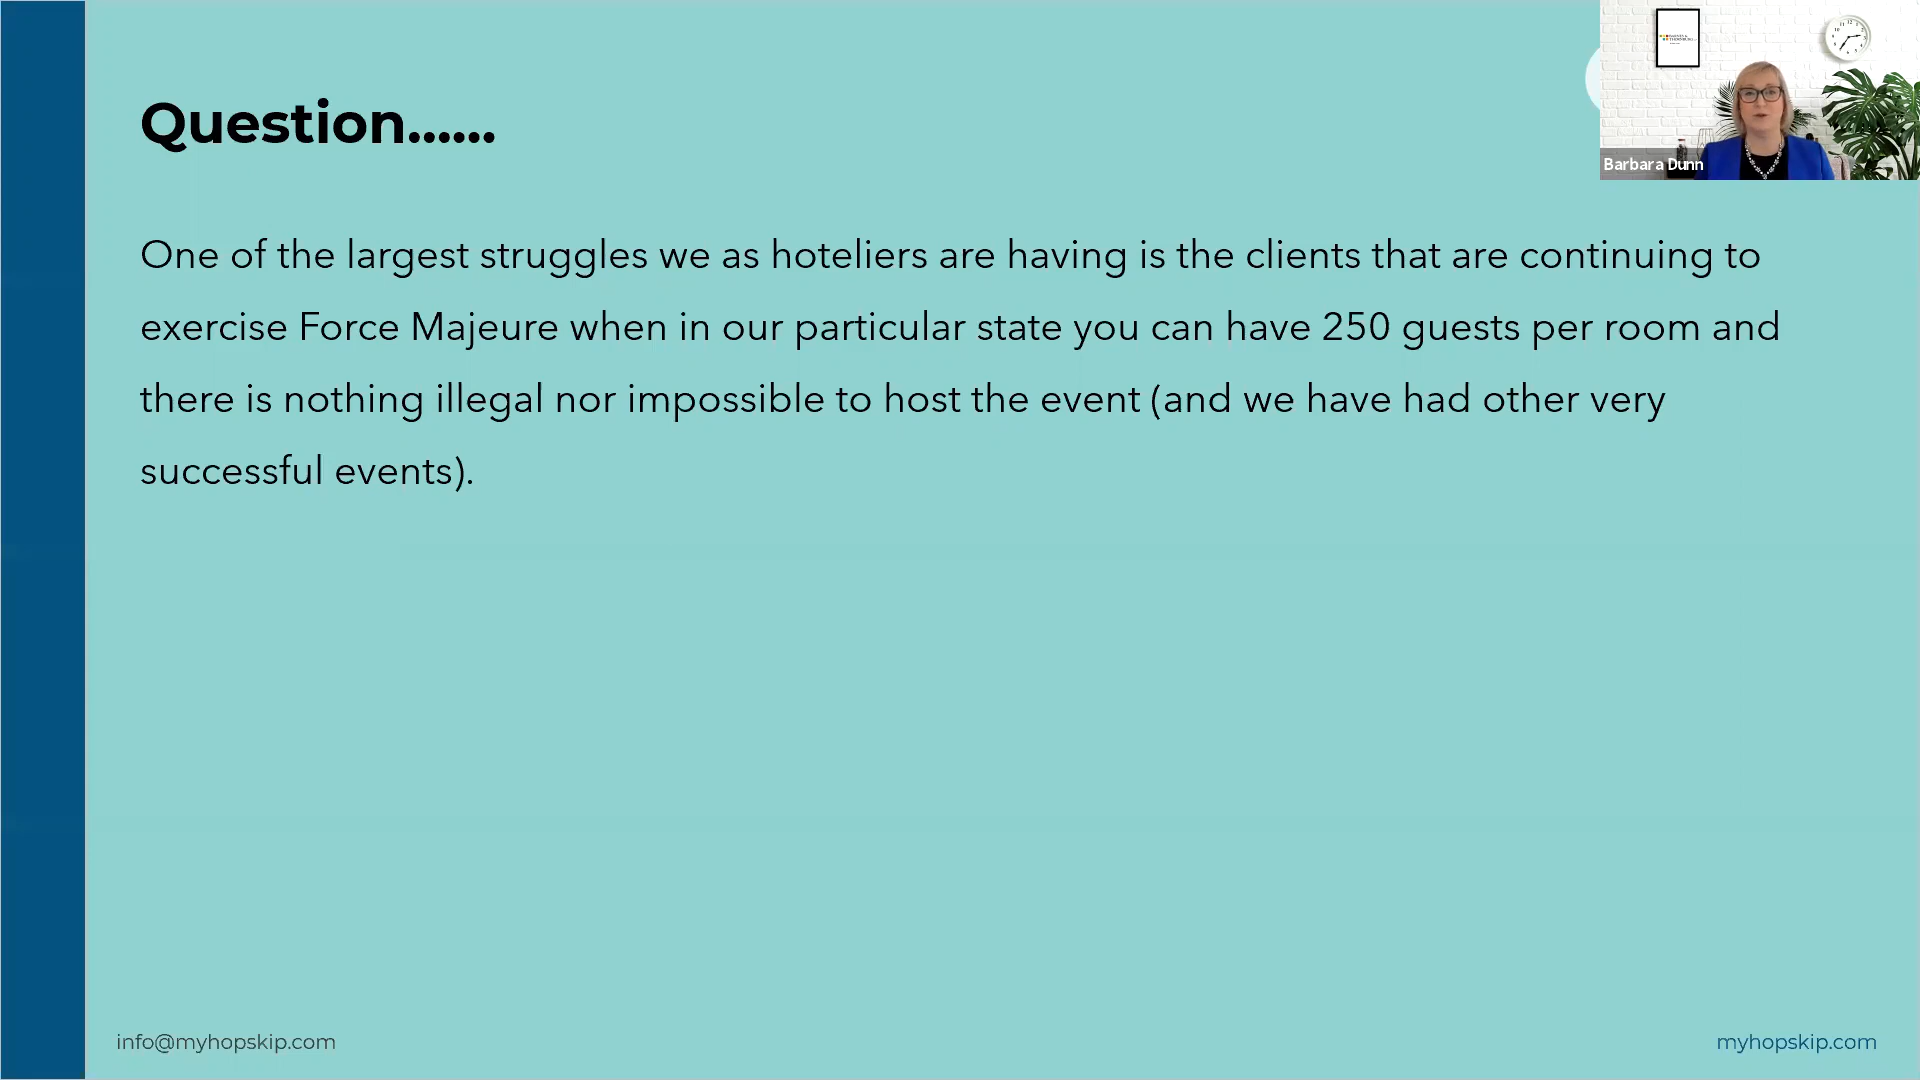 Question......
One of the largest struggles we as hoteliers are having is the clients that are continuing to
exercise Force Majeure when in our particular state you can have 250 guests per room and
there is nothing illegal nor impossible to host the event (and we have had other very
successful events).
Barbara Dunn
info@myhopskip.com
myhopskip.com